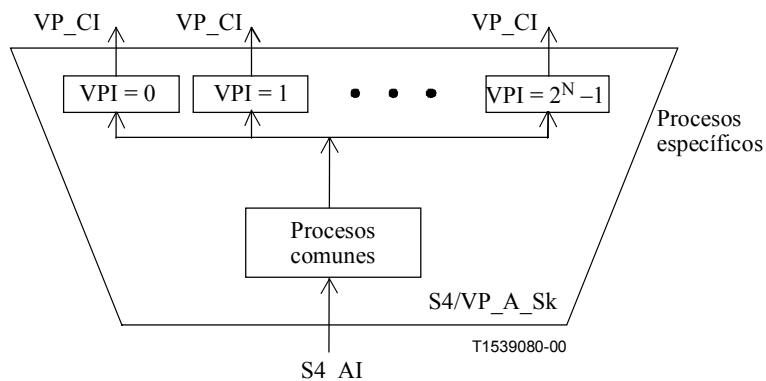 VP_CI VP_CI VP_CI
VPI = 0 VPI = 1 • • • VPI = 2^N –1
Procesos
específicos
Procesos
comunes
S4/VP_A_Sk
T1539080-00
S4_AI